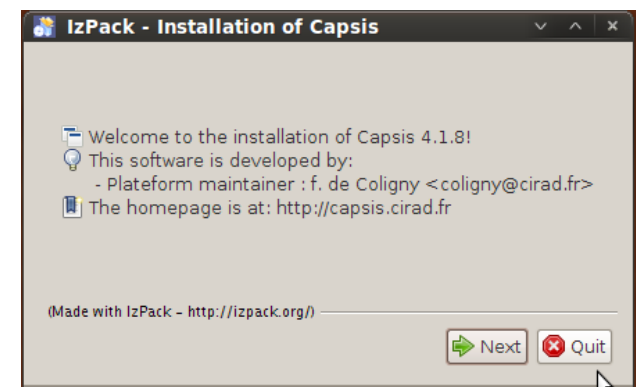 IzPack - Installation of Capsis
Welcome to the installation of Capsis 4.1.8!
This software is developed by:
- Plateform maintainer : f. de Coligny <coligny@cirad.fr>
The homepage is at: http://capsis.cirad.fr
(Made with IzPack - http://izpack.org/)
Next Quit